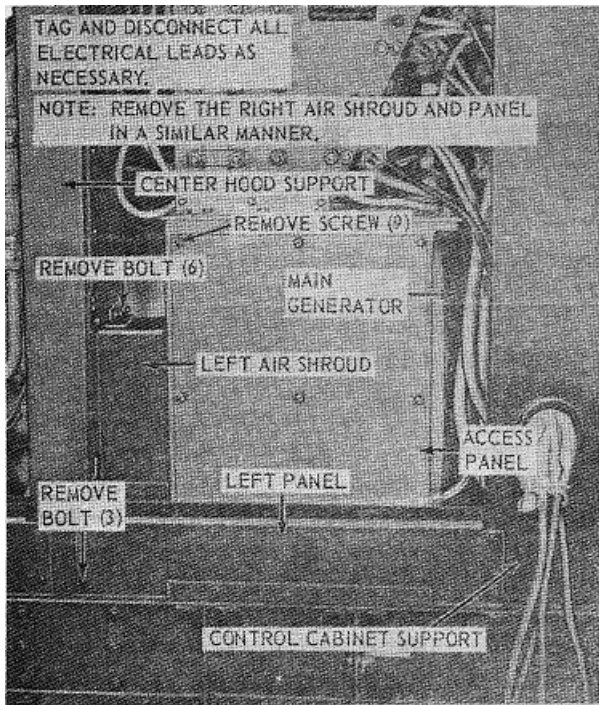 TAG AND DISCONNECT ALL
ELECTRICAL LEADS AS
NECESSARY.
NOTE: REMOVE THE RIGHT AIR SHROUD AND PANEL
IN A SIMILAR MANNER.
CENTER HOOD SUPPORT
REMOVE SCREW (9)
REMOVE BOLT (6)
MAIN
GENERATOR
LEFT AIR SHROUD
ACCESS
PANEL
LEFT PANEL
REMOVE
BOLT (3)
CONTROL CABINET SUPPORT